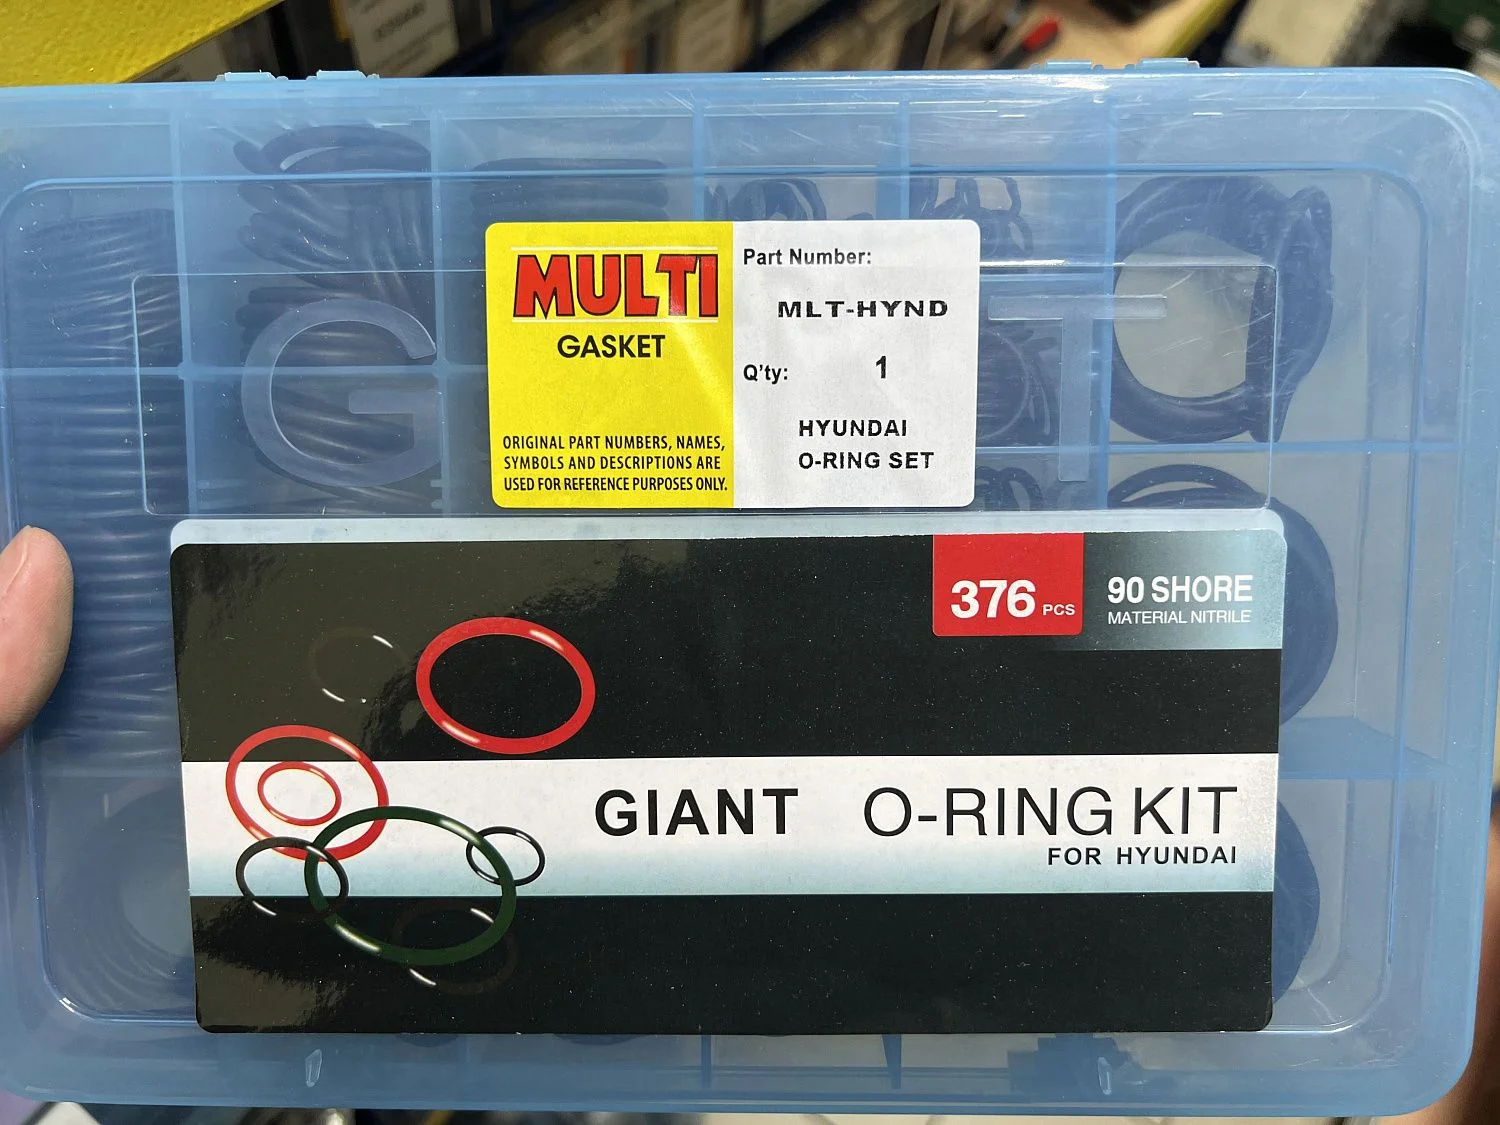 MULTI
GASKET
ORIGINAL PART NUMBERS, NAMES,
SYMBOLS AND DESCRIPTIONS ARE
USED FOR REFERENCE PURPOSES ONLY.
Part Number:
MLT-HYND
Q'ty: 1
HYUNDAI
O-RING SET
G T
376 PCS
90 SHORE
MATERIAL NITRILE
GIANT O-RING KIT
FOR HYUNDAI